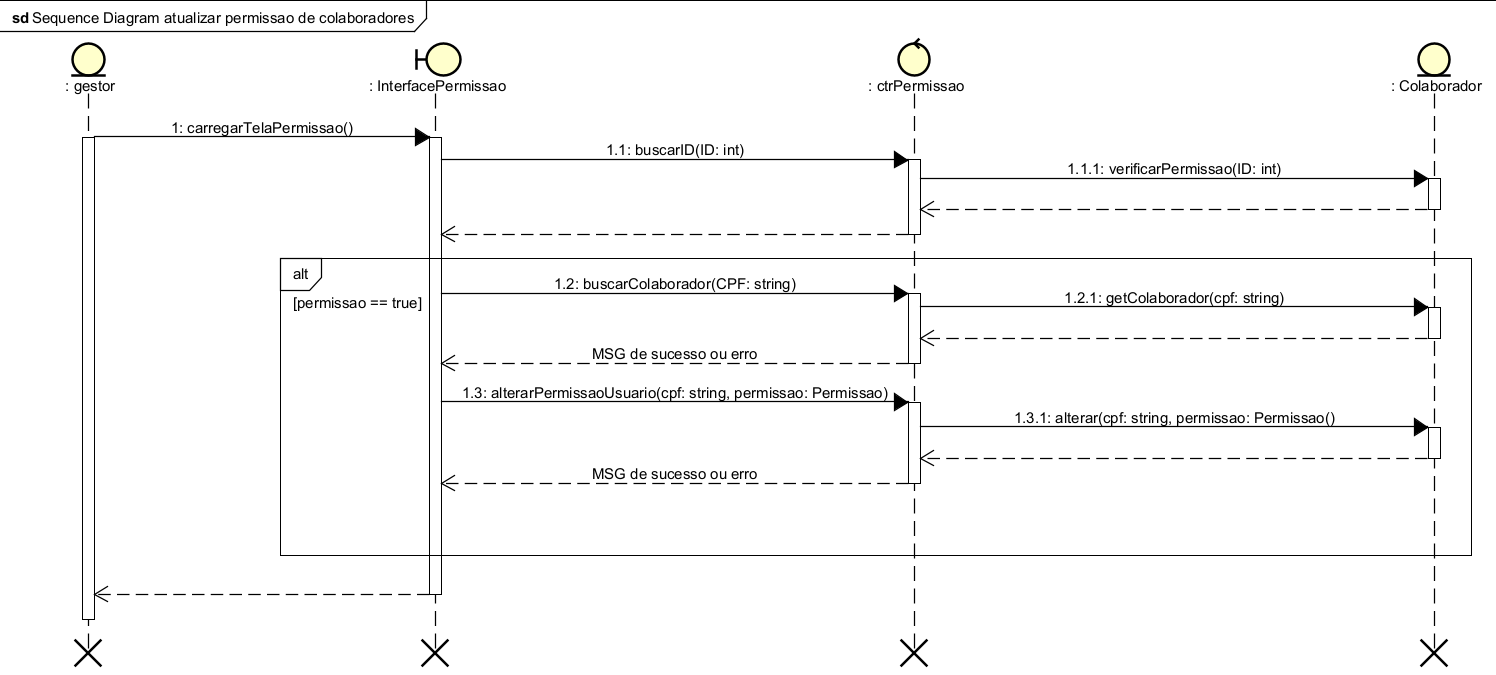 sd Sequence Diagram atualizar permissao de colaboradores
: gestor
: InterfacePermissao
: ctrPermissao
: Colaborador
1: carregarTelaPermissao()
1.1: buscarID(ID: int)
1.1.1: verificarPermissao(ID: int)
alt
[permissao == true]
1.2: buscarColaborador(CPF: string)
1.2.1: getColaborador(cpf: string)
MSG de sucesso ou erro
1.3: alterarPermissaoUsuario(cpf: string, permissao: Permissao)
1.3.1: alterar(cpf: string, permissao: Permissao()
MSG de sucesso ou erro